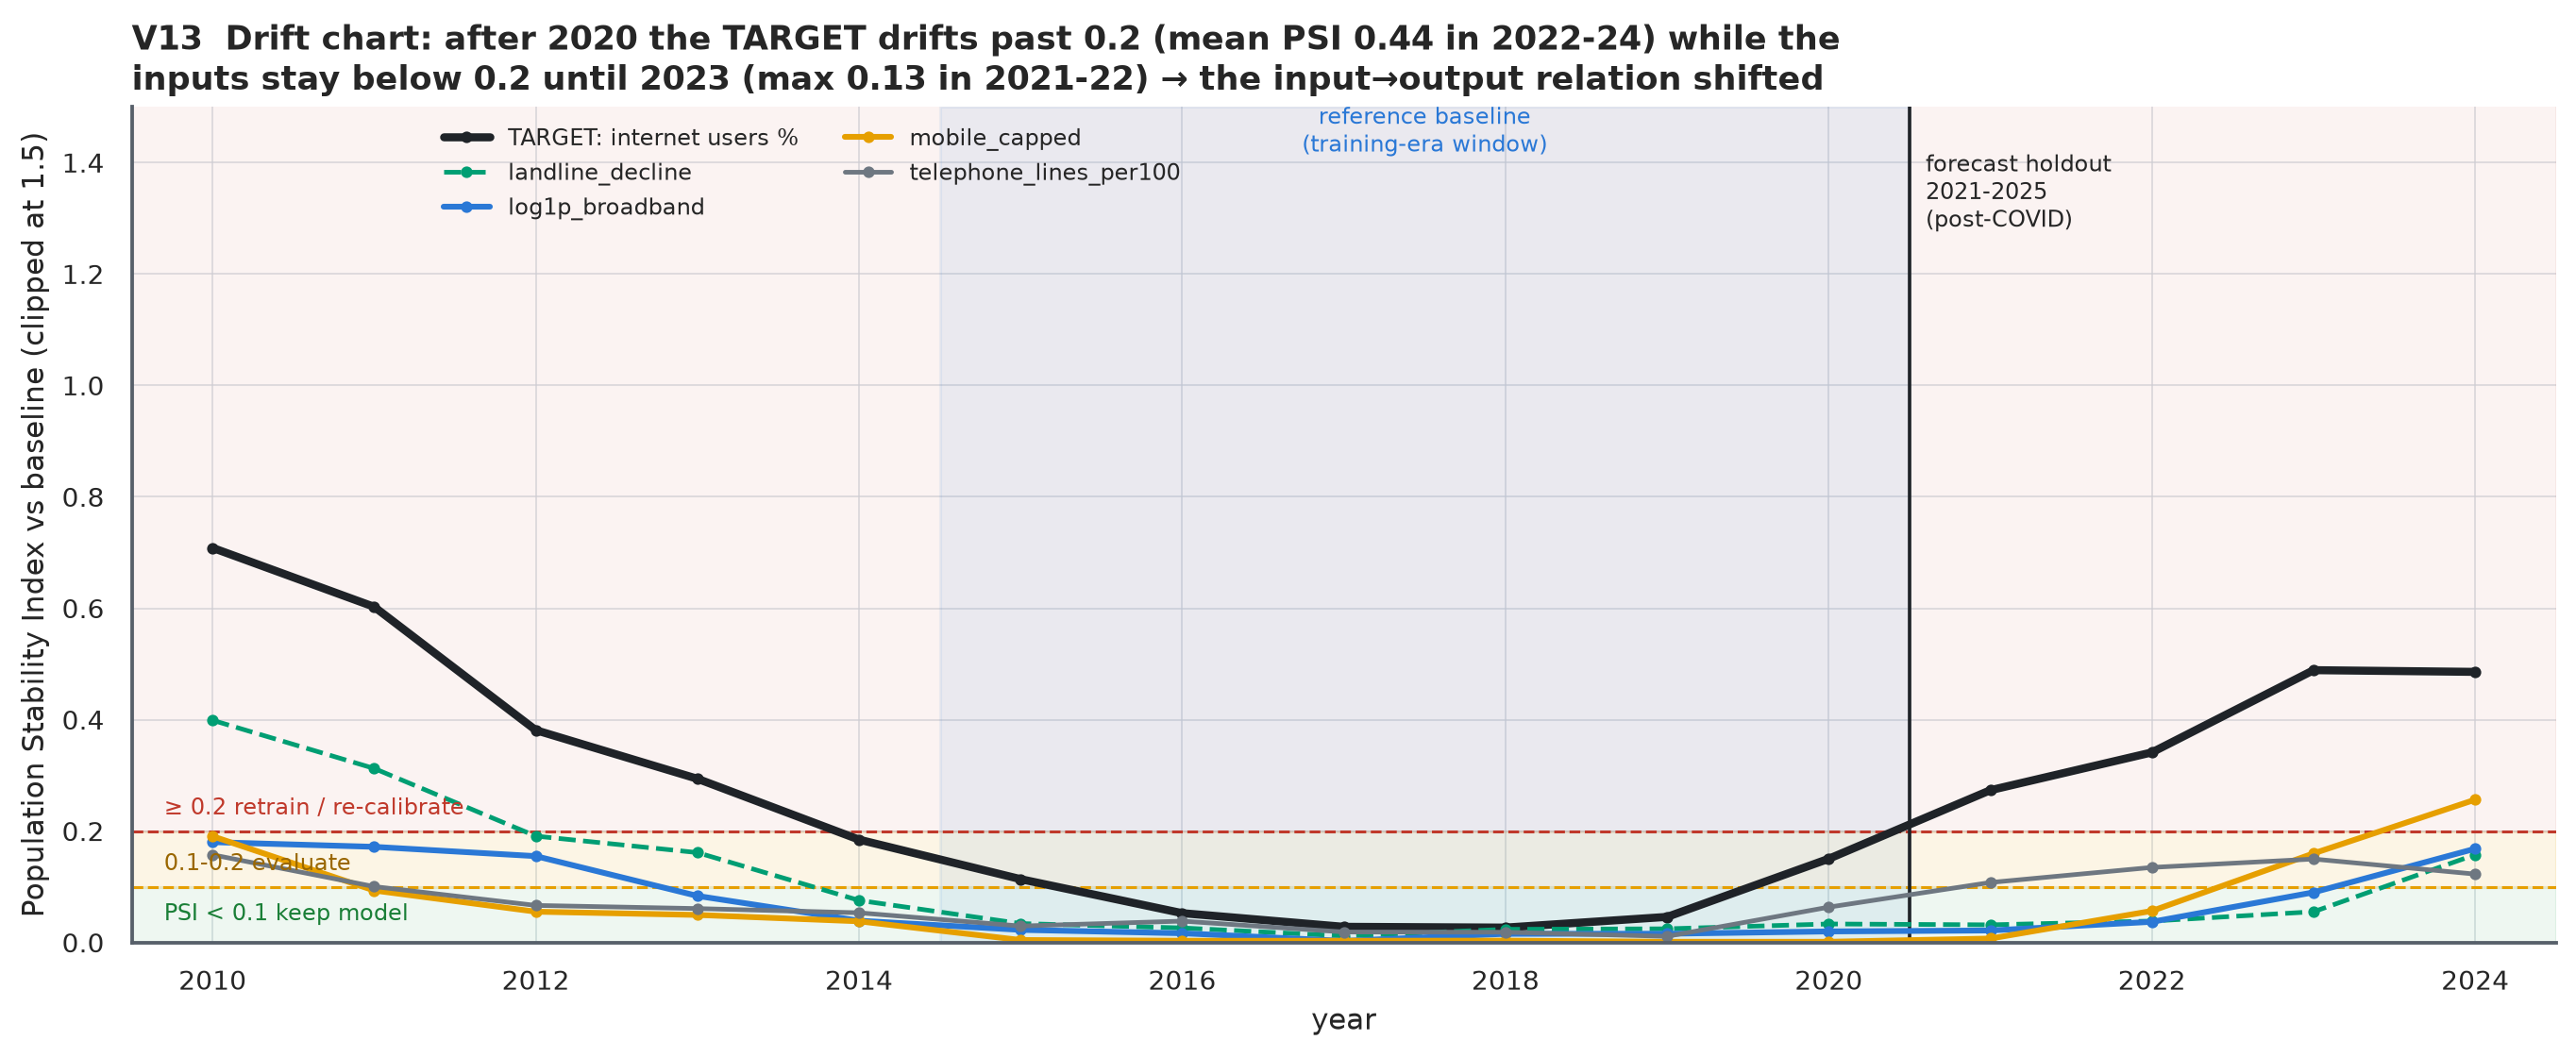 V13  Drift chart: after 2020 the TARGET drifts past 0.2 (mean PSI 0.44 in 2022-24) while the
inputs stay below 0.2 until 2023 (max 0.13 in 2021-22) → the input→output relation shifted
Population Stability Index vs baseline (clipped at 1.5)
1.4
1.2
1.0
0.8
0.6
0.4
0.2
0.0
TARGET: internet users %
landline_decline
log1p_broadband
mobile_capped
telephone_lines_per100
reference baseline
(training-era window)
forecast holdout
2021-2025
(post-COVID)
≥ 0.2 retrain / re-calibrate
0.1-0.2 evaluate
PSI < 0.1 keep model
2010
2012
2014
2016
2018
2020
2022
2024
year